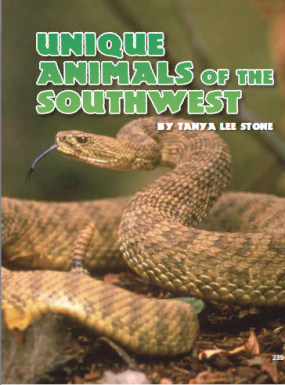 UNIQUE
ANIMALS OF THE
SOUTHWEST
BY TANYA LEE STONE
239